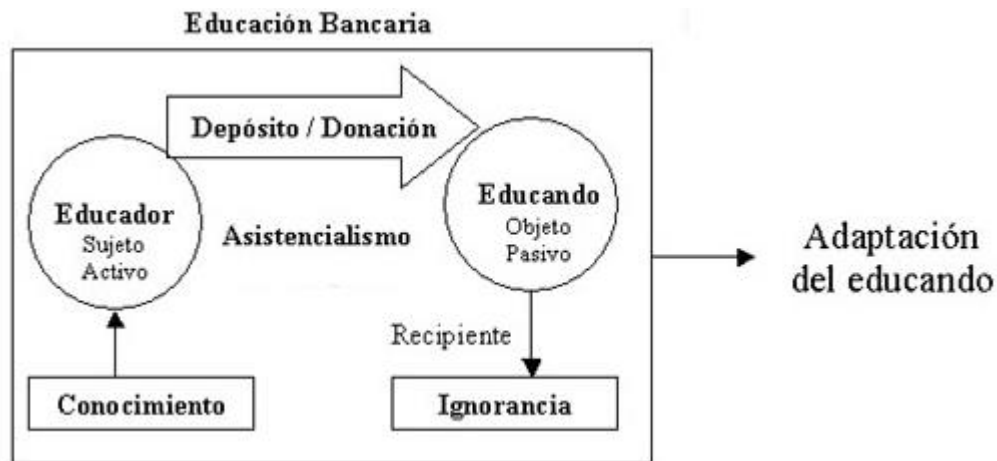 Educación Bancaria
Depósito / Donación
Educador
Sujeto
Activo
Asistencialismo
Educando
Objeto
Pasivo
Adaptación
del educando
Recipiente
Conocimiento
Ignorancia